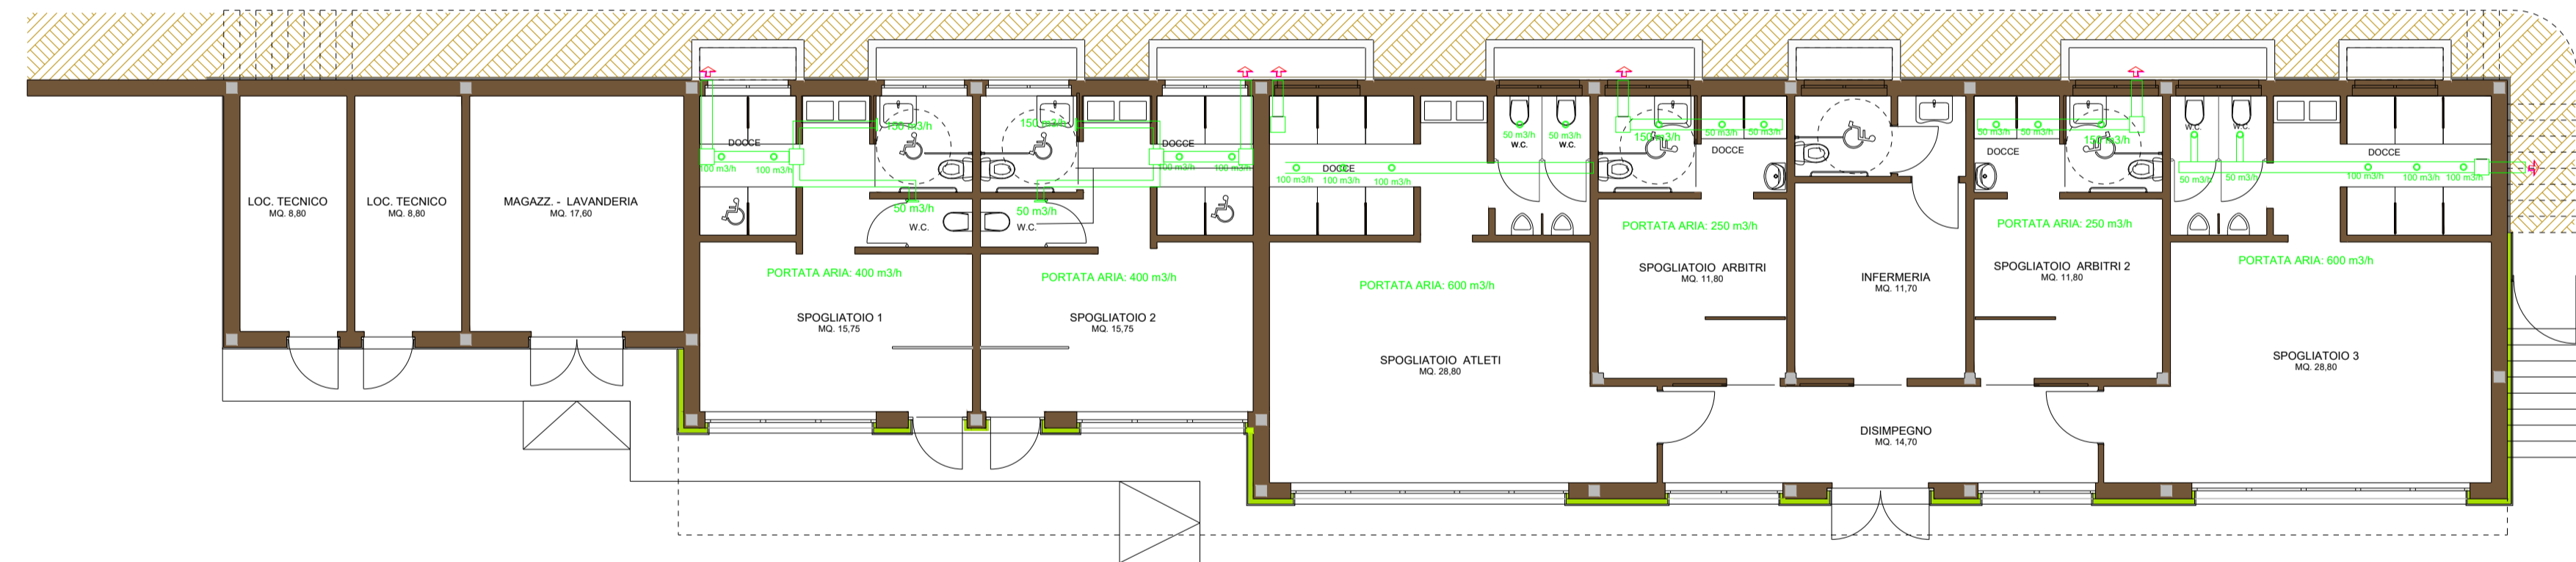 LOC. TECNICO
MQ. 8,80
LOC. TECNICO
MQ. 8,80
MAGAZZ. - LAVANDERIA
MQ. 17,60
DOCCE
100 m3/h
100 m3/h
150 m3/h
50 m3/h
W.C.
PORTATA ARIA: 400 m3/h
SPOGLIATOIO 1
MQ. 15,75
150 m3/h
50 m3/h
W.C.
DOCCE
100 m3/h
100 m3/h
PORTATA ARIA: 400 m3/h
SPOGLIATOIO 2
MQ. 15,75
DOCCE
100 m3/h
100 m3/h
100 m3/h
50 m3/h
50 m3/h
W.C.
W.C.
PORTATA ARIA: 600 m3/h
SPOGLIATOIO ATLETI
MQ. 28,80
150 m3/h
50 m3/h
50 m3/h
DOCCE
PORTATA ARIA: 250 m3/h
SPOGLIATOIO ARBITRI
MQ. 11,80
INFERMERIA
MQ. 11,70
50 m3/h
50 m3/h
150 m3/h
DOCCE
PORTATA ARIA: 250 m3/h
SPOGLIATOIO ARBITRI 2
MQ. 11,80
DISIMPEGNO
MQ. 14,70
W.C.
W.C.
50 m3/h
50 m3/h
DOCCE
100 m3/h
100 m3/h
100 m3/h
PORTATA ARIA: 600 m3/h
SPOGLIATOIO 3
MQ. 28,80